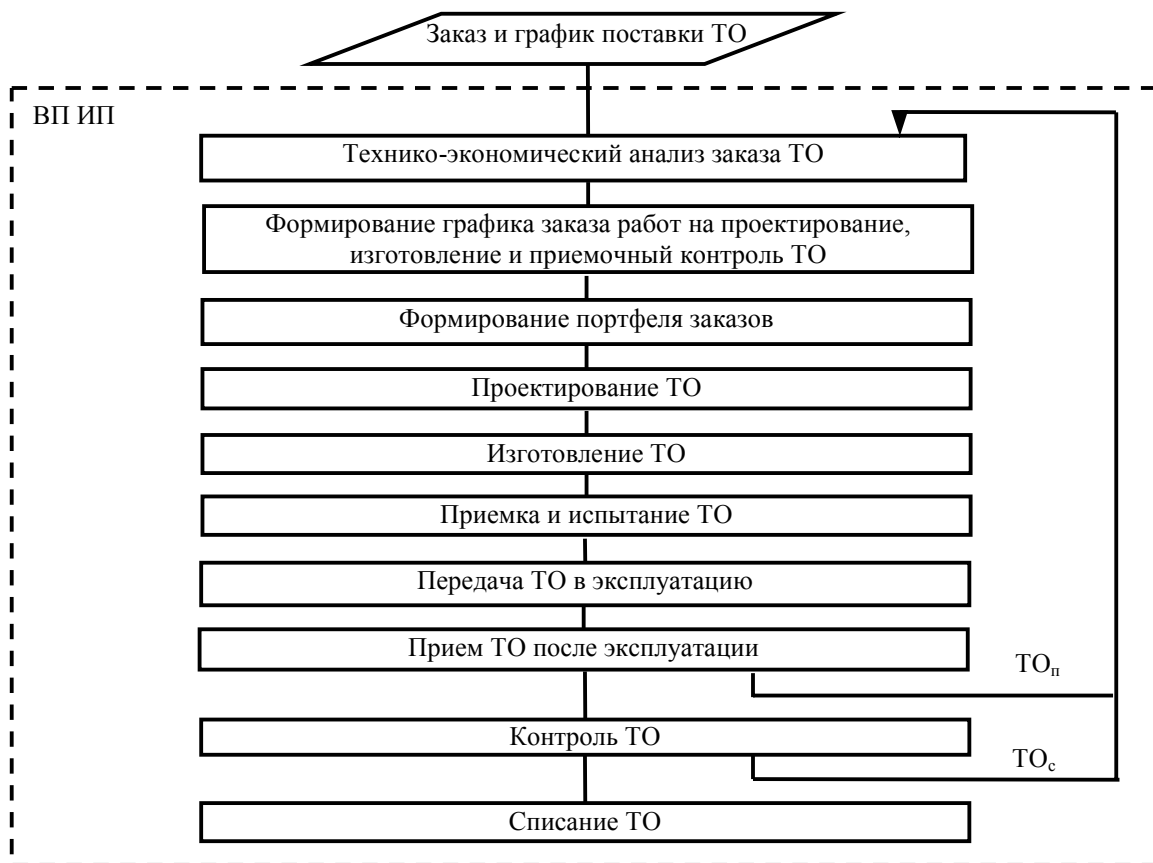 Заказ и график поставки ТО
ВП ИП
Технико-экономический анализ заказа ТО
Формирование графика заказа работ на проектирование,
изготовление и приемочный контроль ТО
Формирование портфеля заказов
Проектирование ТО
Изготовление ТО
Приемка и испытание ТО
Передача ТО в эксплуатацию
Прием ТО после эксплуатации
ТОп
Контроль ТО
ТОс
Списание ТО